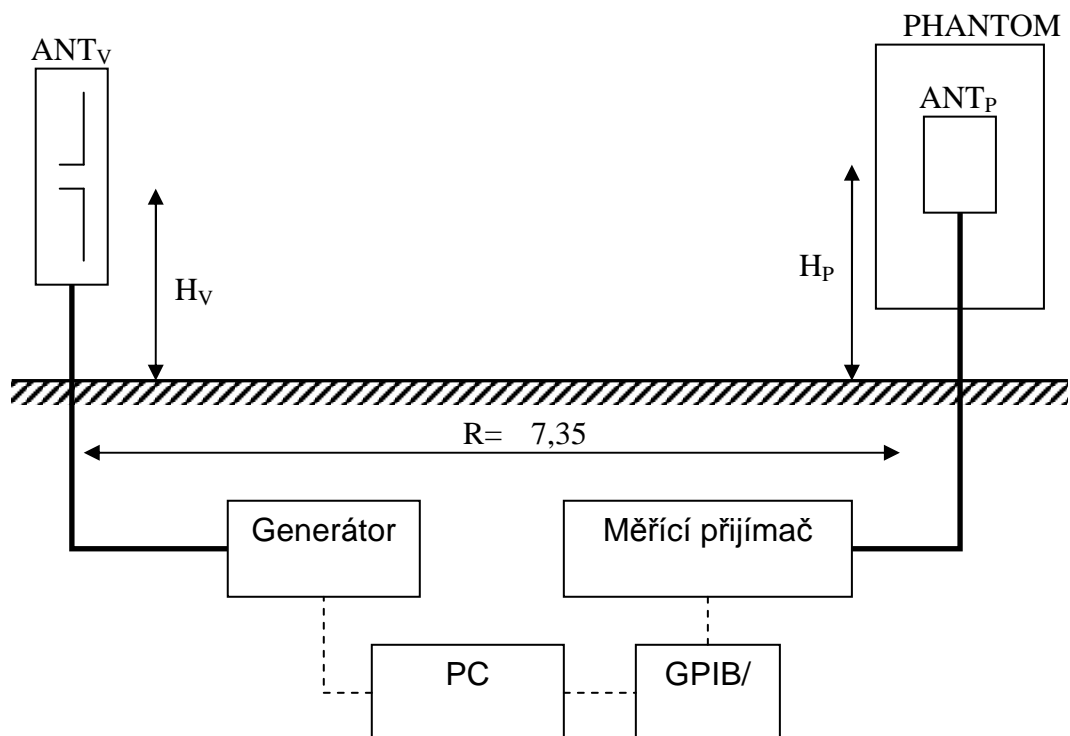 PHANTOM
ANTV
ANTP
HV
HP
R= 7,35
Generátor
Měřící přijímač
PC
GPIB/